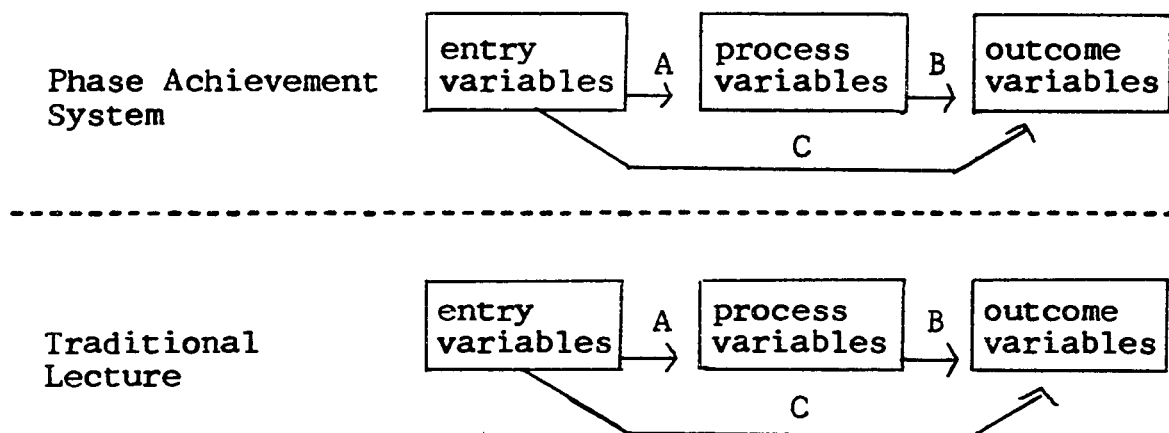 Phase Achievement
System
entry
variables
A
process
variables
B
outcome
variables
C
Traditional
Lecture
entry
variables
A
process
variables
B
outcome
variables
C